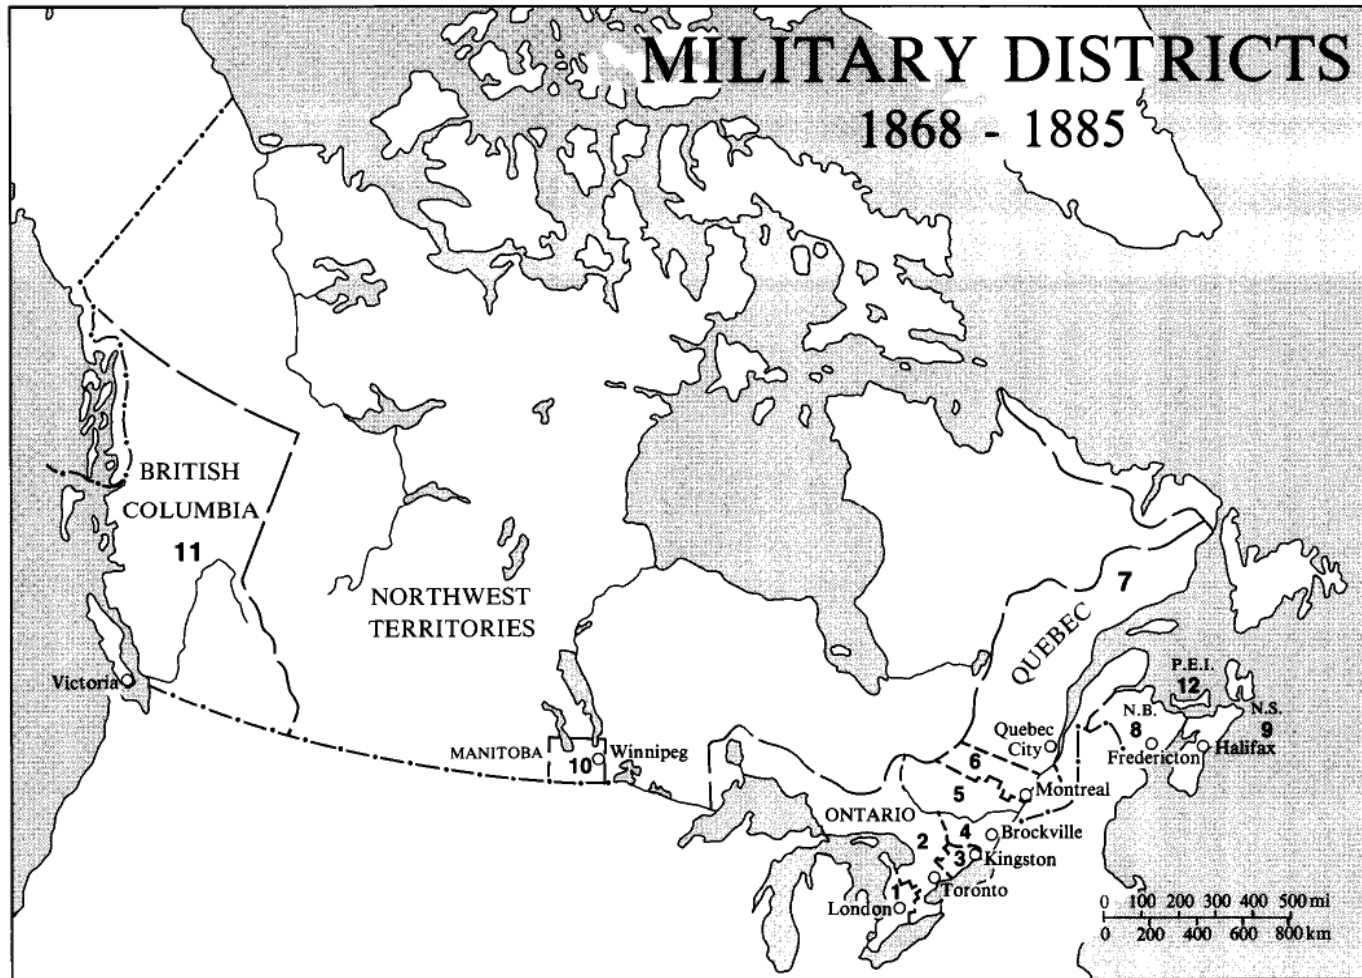 MILITARY DISTRICTS
1868 - 1885
BRITISH
COLUMBIA
11
NORTHWEST
TERRITORIES
7
QUEBEC
Victoria
P.E.I.
12
N.B.
N.S.
8
9
Quebec
City
Fredericton
Halifax
MANITOBA
10
Winnipeg
6
5
Montreal
ONTARIO
4
Brockville
2
3
Kingston
1
Toronto
London
0 100 200 300 400 500 mi
0 200 400 600 800 km